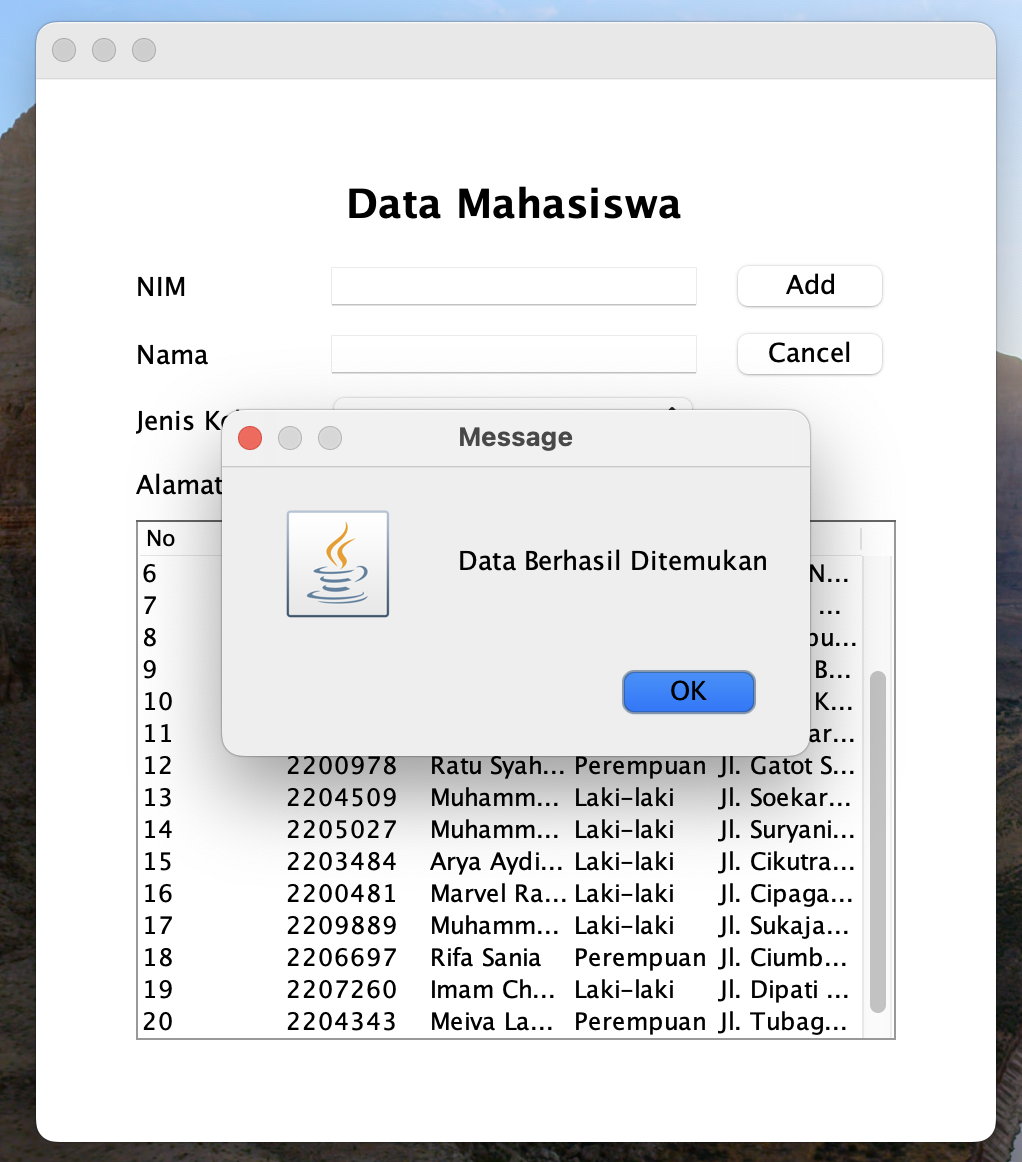 Data Mahasiswa
NIM
Add
Nama
Cancel
Jenis
Message
Alamat
No
Data Berhasil Ditemukan
6 N...
7 ...
8
9 B...
10 K...
11
OK
12 2200978 Ratu Syah... Perempuan Jl. Gatot S...
13 2204509 Muhamm... Laki-laki Jl. Soekar...
14 2205027 Muhamm... Laki-laki Jl. Suryani...
15 2203484 Arya Aydi... Laki-laki Jl. Cikutra...
16 2200481 Marvel Ra... Laki-laki Jl. Cipaga...
17 2209889 Muhamm... Laki-laki Jl. Sukaja...
18 2206697 Rifa Sania Perempuan Jl. Ciumb...
19 2207260 Imam Ch... Laki-laki Jl. Dipati ...
20 2204343 Meiva La... Perempuan Jl. Tubag...